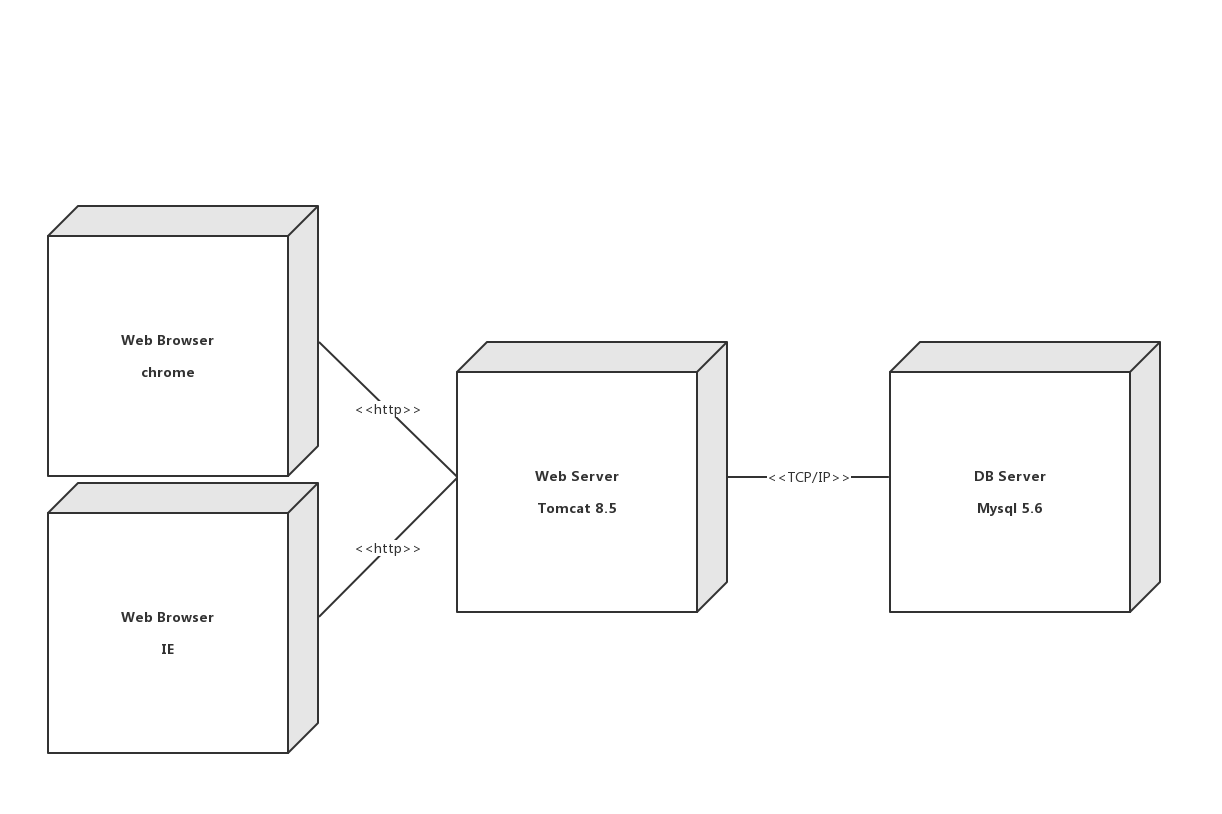 Web Browser
chrome
<<http>>
Web Browser
IE
<<http>>
Web Server
Tomcat 8.5
<<TCP/IP>>
DB Server
Mysql 5.6